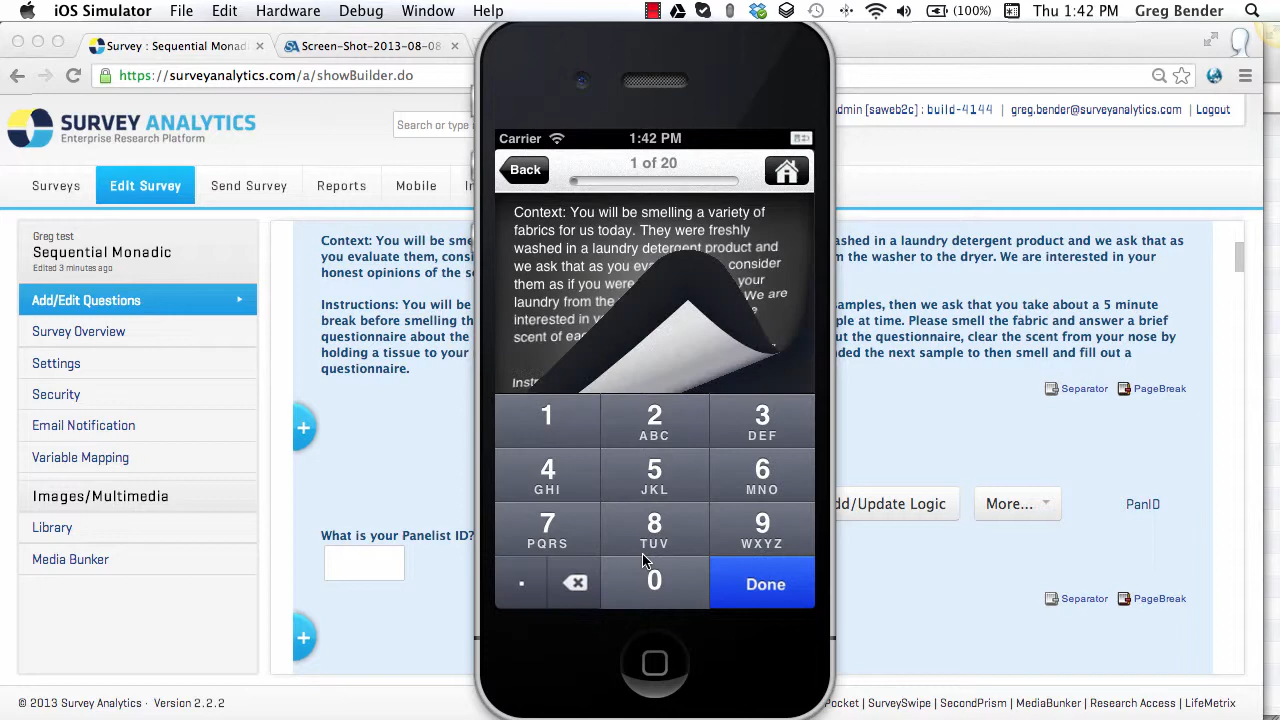 iOS Simulator File Edit Hardware Debug Window Help (100%) Thu 1:42 PM Greg Bender
Survey : Sequential Monad × Screen-Shot-2013-08-08 ×
https://surveyanalytics.com/a/showBuilder.do
SURVEY ANALYTICS
Enterprise Research Platform
Search or type
[saweb2c] : build-4144 | greg.bender@surveyanalytics.com | Logout
Surveys Edit Survey Send Survey Reports Mobile
Greg test
Sequential Monadic
Edited 3 minutes ago
Add/Edit Questions
Survey Overview
Settings
Security
Email Notification
Variable Mapping
Images/Multimedia
Library
Media Bunker
Context: You will be sme
you evaluate them, consider
honest opinions of the s
ashed in a laundry detergent product and we ask that as
m the washer to the dryer. We are interested in your
Instructions: You will be
break before smelling th
questionnaire about the
holding a tissue to your
questionnaire.
samples, then we ask that you take about a 5 minute
ple at time. Please smell the fabric and answer a brief
ut the questionnaire, clear the scent from your nose by
nded the next sample to then smell and fill out a
Separator PageBreak
dd/Update Logic More... PanID
What is your Panelist ID?
Separator PageBreak
Carrier 1:42 PM
Back 1 of 20
Context: You will be smelling a variety of
fabrics for us today. They were freshly
washed in a laundry detergent product and
we ask that as you eve consider
them as if you were your
laundry from the We are
interested in y
scent of ea
Instr
1 2 3
ABC DEF
4 5 6
GHI JKL MNO
7 8 9
PQRS TUV WXYZ
. 0 Done
© 2013 Survey Analytics · Version 2.2.2
Pocket | SurveySwipe | SecondPrism | MediaBunker | Research Access | LifeMetrix